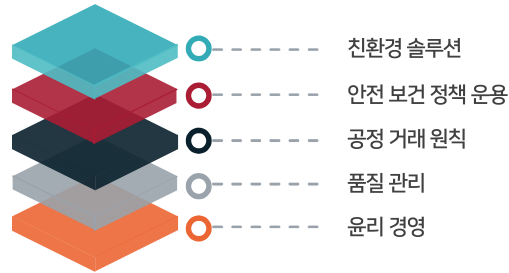 친환경 솔루션
안전 보건 정책 운용
공정 거래 원칙
품질 관리
윤리 경영